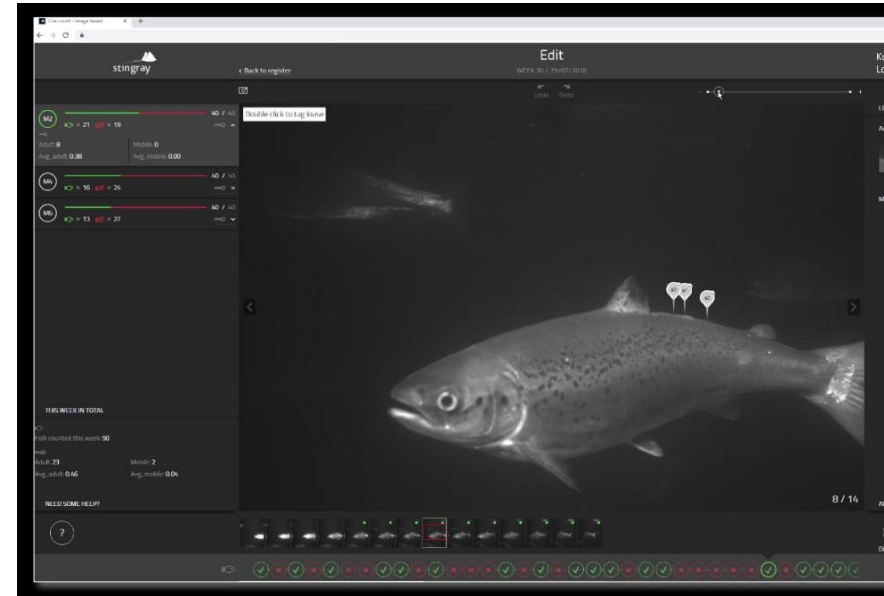 stingray
‹ Back to register
Edit
WEEK 30 / 29/07/2018
Undo Redo
Double click to tag louse
M2
40 / 40
× 21 × 19
Adult: 8 Mobile: 0
Avg. adult: 0.38 Avg. mobile: 0.00
M4
40 / 40
× 16 × 24
M6
40 / 40
× 13 × 27
8 / 14
THIS WEEK IN TOTAL
Fish counted this week: 50
Adult: 23 Mobile: 2
Avg. adult: 0.46 Avg. mobile: 0.04
NEED SOME HELP?
?